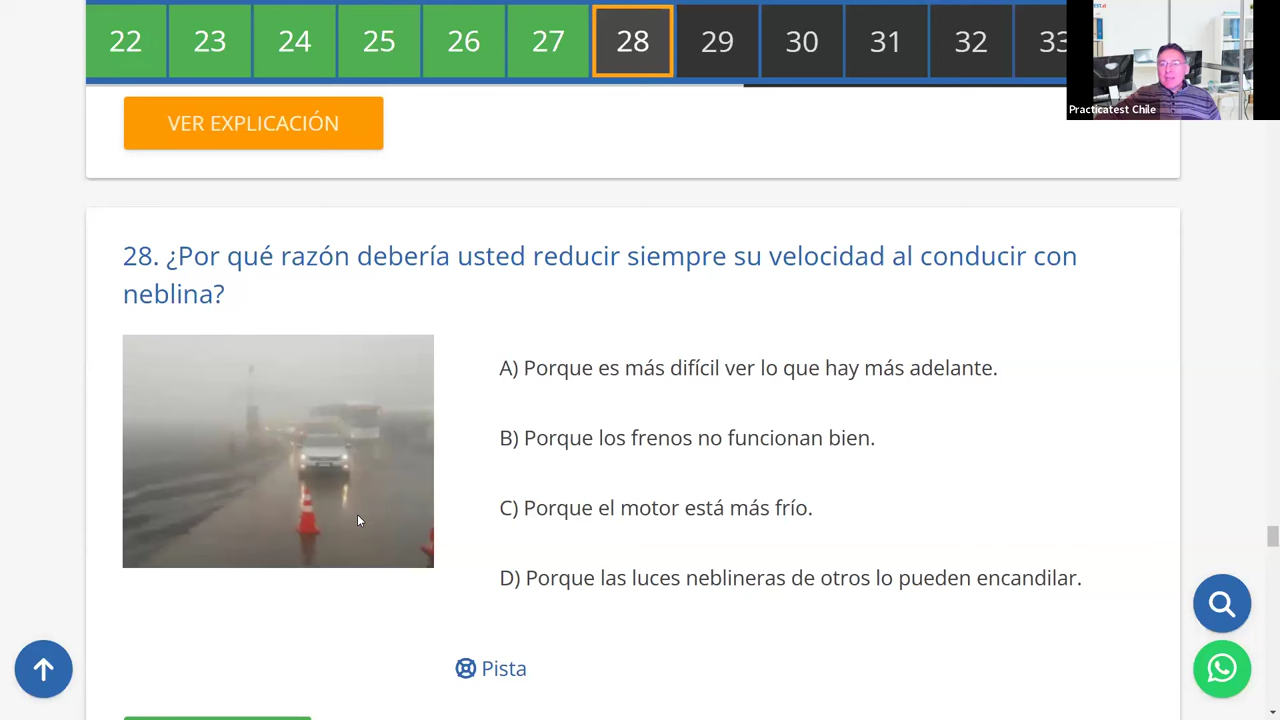 22 23 24 25 26 27 28 29 30 31 32 33
Practicatest Chile
VER EXPLICACIÓN
28. ¿Por qué razón debería usted reducir siempre su velocidad al conducir con
neblina?
A) Porque es más difícil ver lo que hay más adelante.
B) Porque los frenos no funcionan bien.
C) Porque el motor está más frío.
D) Porque las luces neblineras de otros lo pueden encandilar.
Pista